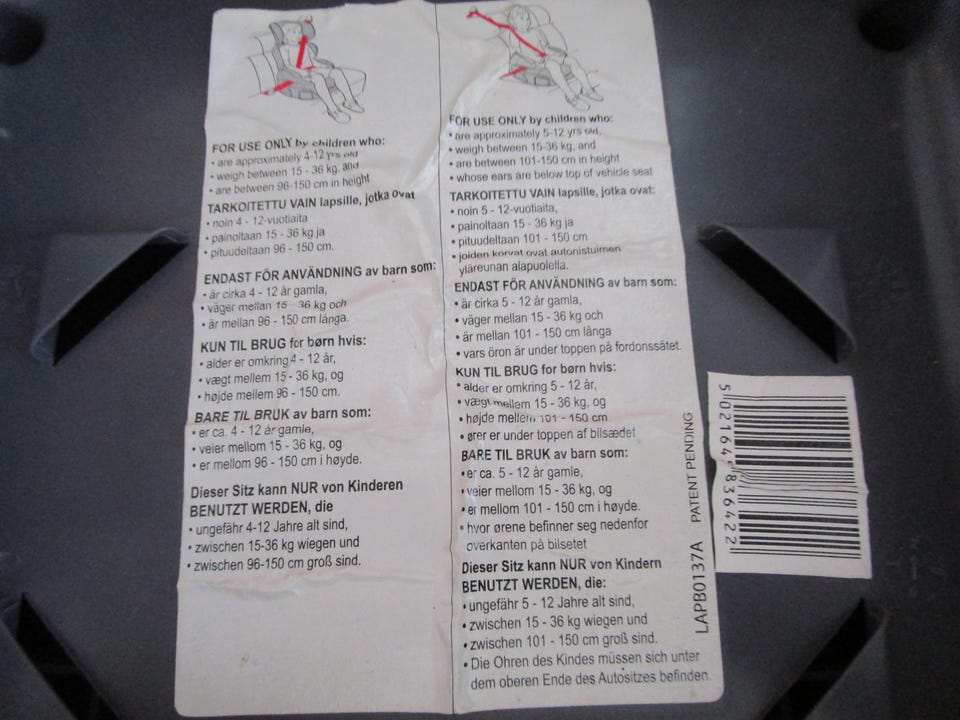 FOR USE ONLY by children who:
• are approximately 4-12 yrs old
• weigh between 15 - 36 kg, and
• are between 96-150 cm in height
TARKOITETTU VAIN lapsille, jotka ovat
• noin 4 - 12-vuotiaita
• painoltaan 15 - 36 kg ja
• pituudeltaan 96 - 150 cm.
ENDAST FÖR ANVÄNDNING av barn som:
• är cirka 4 - 12 år gamla,
• väger mellan 15 36 kg och
• är mellan 96 - 150 cm långa.
KUN TIL BRUG for børn hvis:
• alder er omkring 4 - 12 år,
• vægt mellem 15 - 36 kg, og
• højde mellem 96 - 150 cm.
BARE TIL BRUK av barn som:
• er ca. 4 - 12 år gamle,
• veier mellom 15 - 36 kg, og
• er mellom 96 - 150 cm i høyde.
Dieser Sitz kann NUR von Kinderen
BENUTZT WERDEN, die
• ungefähr 4-12 Jahre alt sind,
• zwischen 15-36 kg wiegen und
• zwischen 96-150 cm groß sind.
FOR USE ONLY by children who:
• are approximately 5-12 yrs old,
• weigh between 15-36 kg, and
• are between 101-150 cm in height
• whose ears are below top of vehicle seat
TARKOITETTU VAIN lapsille, jotka ovat:
• noin 5 - 12-vuotiaita,
• painoltaan 15 - 36 kg ja
• pituudeltaan 101 - 150 cm
• joiden korvat ovat autonistuimen
yläreunan alapuolella.
ENDAST FÖR ANVÄNDNING av barn som:
• är cirka 5 - 12 år gamla,
• väger mellan 15 - 36 kg och
• är mellan 101 - 150 cm långa
• vars öron är under toppen på fordonssätet.
KUN TIL BRUG for børn hvis:
• alder er omkring 5 - 12 år,
• vægt mellem 15 - 36 kg, og
• højde mellem 101 - 150 cm
• ører er under toppen af bilsædet
BARE TIL BRUK av barn som:
• er ca. 5 - 12 år gamle,
• veier mellom 15 - 36 kg, og
• er mellom 101 - 150 cm i høyde.
• hvor ørene befinner seg nedenfor
overkanten på bilsetet
Dieser Sitz kann NUR von Kindern
BENUTZT WERDEN, die:
• ungefähr 5 - 12 Jahre alt sind,
• zwischen 15 - 36 kg wiegen und
• zwischen 101 - 150 cm groß sind.
• Die Ohren des Kindes müssen sich unter
dem oberen Ende des Autositzes befinden.
LAPB0137A PATENT PENDING
5 021645 836422